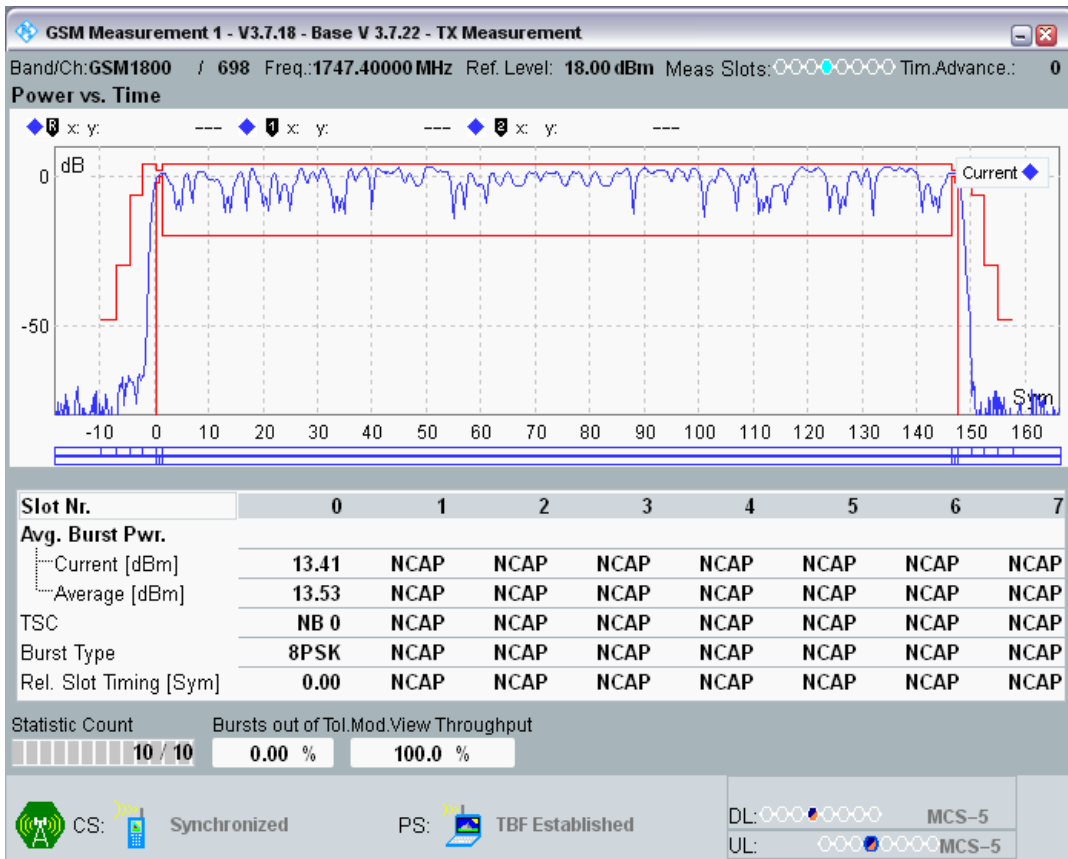 GSM Measurement 1 - V3.7.18 - Base V 3.7.22 - TX Measurement
Band/Ch:GSM1800 / 698 Freq.:1747.40000 MHz Ref. Level: 18.00 dBm Meas Slots: Tim.Advance.: 0
Power vs. Time
R x: y: --- 1 x: y: --- 2 x: y: ---
dB
Current
0
-50
Sym
-10 0 10 20 30 40 50 60 70 80 90 100 110 120 130 140 150 160
Slot Nr. 0 1 2 3 4 5 6 7
Avg. Burst Pwr.
Current [dBm] 13.41 NCAP NCAP NCAP NCAP NCAP NCAP NCAP
Average [dBm] 13.53 NCAP NCAP NCAP NCAP NCAP NCAP NCAP
TSC NB 0 NCAP NCAP NCAP NCAP NCAP NCAP NCAP
Burst Type 8PSK NCAP NCAP NCAP NCAP NCAP NCAP NCAP
Rel. Slot Timing [Sym] 0.00 NCAP NCAP NCAP NCAP NCAP NCAP NCAP
Statistic Count Bursts out of Tol. Mod.View Throughput
10 / 10 0.00 % 100.0 %
CS: Synchronized PS: TBF Established
DL: MCS-5
UL: MCS-5